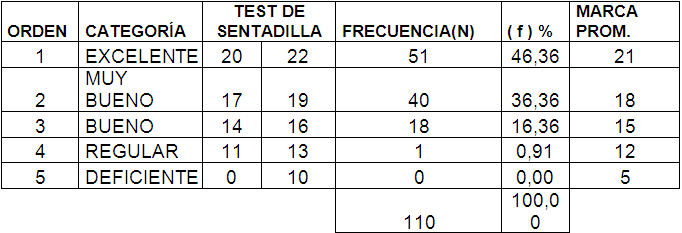 ORDEN CATEGORÍA TEST DE SENTADILLA FRECUENCIA(N) ( f ) % MARCA PROM.
1 EXCELENTE 20 22 51 46,36 21
2 MUY BUENO 17 19 40 36,36 18
3 BUENO 14 16 18 16,36 15
4 REGULAR 11 13 1 0,91 12
5 DEFICIENTE 0 10 0 0,00 5
110 100,00